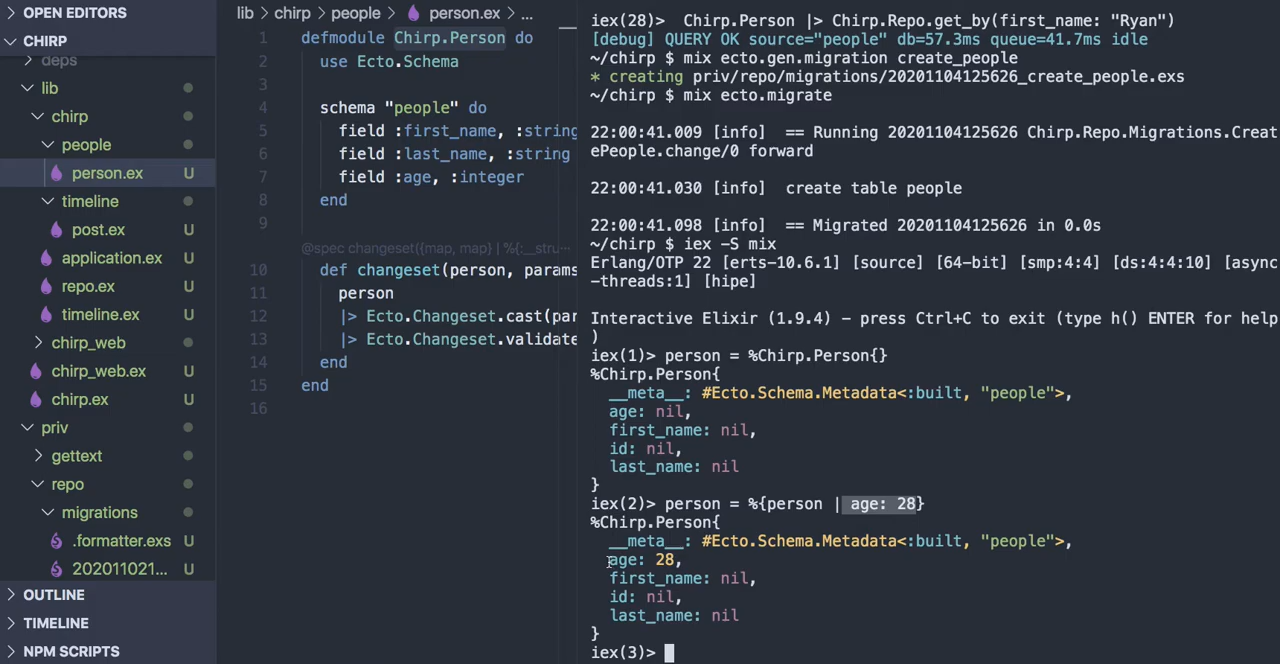 OPEN EDITORS
CHIRP
deps
lib
chirp
people
person.ex U
timeline
post.ex U
application.ex U
repo.ex U
timeline.ex U
chirp_web
chirp_web.ex U
chirp.ex U
priv
gettext
repo
migrations
.formatter.exs U
202011021... U
OUTLINE
TIMELINE
NPM SCRIPTS
lib > chirp > people > person.ex > ...
1 defmodule Chirp.Person do
2 use Ecto.Schema
3
4 schema "people" do
5 field :first_name, :string
6 field :last_name, :string
7 field :age, :integer
8 end
9
@spec changeset({map, map} | %{:__stru...
10 def changeset(person, params
11 person
12 |> Ecto.Changeset.cast(par
13 |> Ecto.Changeset.validate
14 end
15 end
16
iex(28)> Chirp.Person |> Chirp.Repo.get_by(first_name: "Ryan")
[debug] QUERY OK source="people" db=57.3ms queue=41.7ms idle
~/chirp $ mix ecto.gen.migration create_people
* creating priv/repo/migrations/20201104125626_create_people.exs
~/chirp $ mix ecto.migrate
22:00:41.009 [info] == Running 20201104125626 Chirp.Repo.Migrations.Creat
ePeople.change/0 forward
22:00:41.030 [info] create table people
22:00:41.098 [info] == Migrated 20201104125626 in 0.0s
~/chirp $ iex -S mix
Erlang/OTP 22 [erts-10.6.1] [source] [64-bit] [smp:4:4] [ds:4:4:10] [async
-threads:1] [hipe]
Interactive Elixir (1.9.4) - press Ctrl+C to exit (type h() ENTER for help
)
iex(1)> person = %Chirp.Person{}
%Chirp.Person{
__meta__: #Ecto.Schema.Metadata<:built, "people">,
age: nil,
first_name: nil,
id: nil,
last_name: nil
}
iex(2)> person = %{person | age: 28}
%Chirp.Person{
__meta__: #Ecto.Schema.Metadata<:built, "people">,
age: 28,
first_name: nil,
id: nil,
last_name: nil
}
iex(3)>